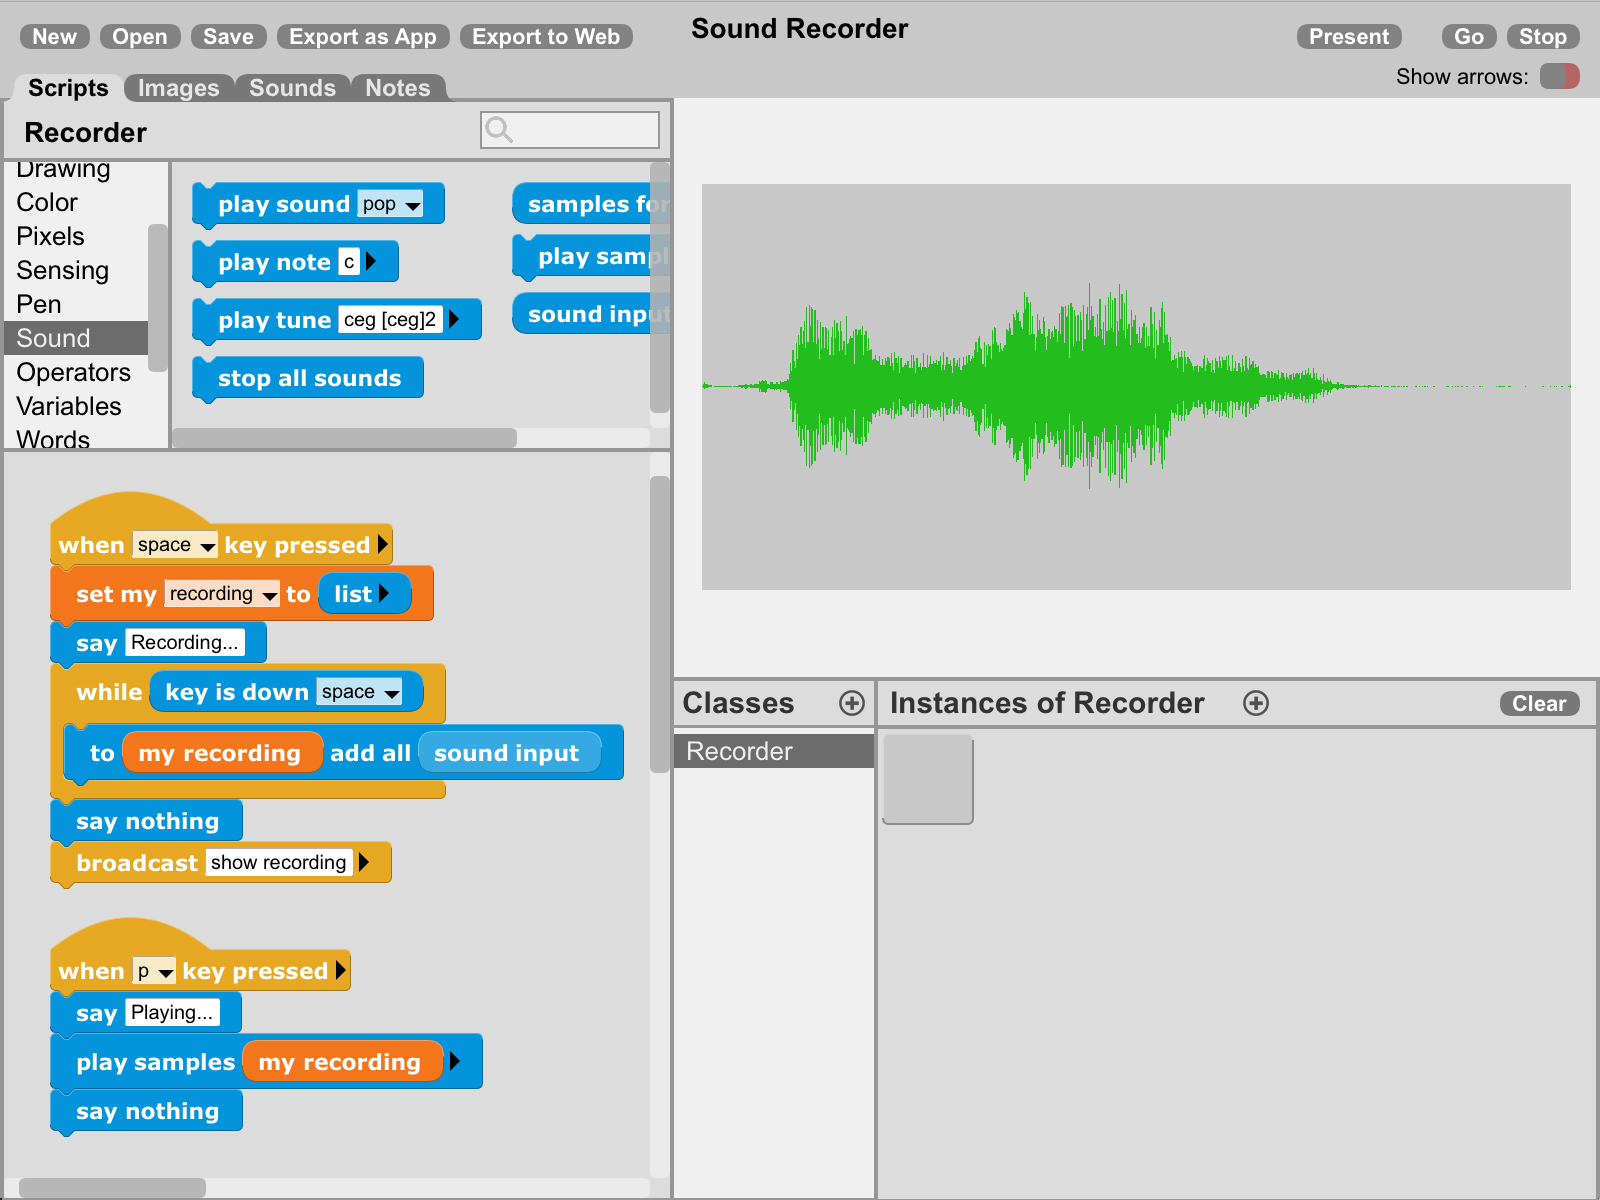 New Open Save Export as App Export to Web
Sound Recorder
Present Go Stop
Show arrows:
Scripts Images Sounds Notes
Recorder
Drawing
Color
Pixels
Sensing
Pen
Sound
Operators
Variables
Words
play sound pop
play note c
play tune ceg [ceg]2
stop all sounds
samples for
play sampl
sound input
when space key pressed
set my recording to list
say Recording...
while key is down space
to my recording add all sound input
say nothing
broadcast show recording
when p key pressed
say Playing...
play samples my recording
say nothing
Classes
Recorder
Instances of Recorder
Clear